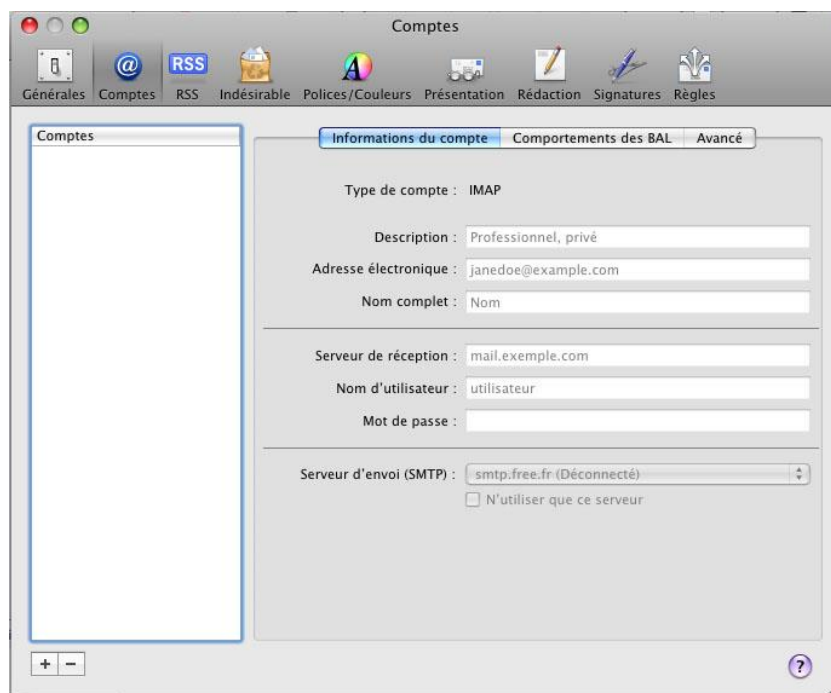 Comptes
RSS
Générales Comptes RSS Indésirable Polices/Couleurs Présentation Rédaction Signatures Règles
Comptes
Informations du compte Comportements des BAL Avancé
Type de compte : IMAP
Description : Professionnel, privé
Adresse électronique : janedoe@example.com
Nom complet : Nom
Serveur de réception : mail.exemple.com
Nom d'utilisateur : utilisateur
Mot de passe :
Serveur d'envoi (SMTP) : smtp.free.fr (Déconnecté)
N'utiliser que ce serveur
+ −
?